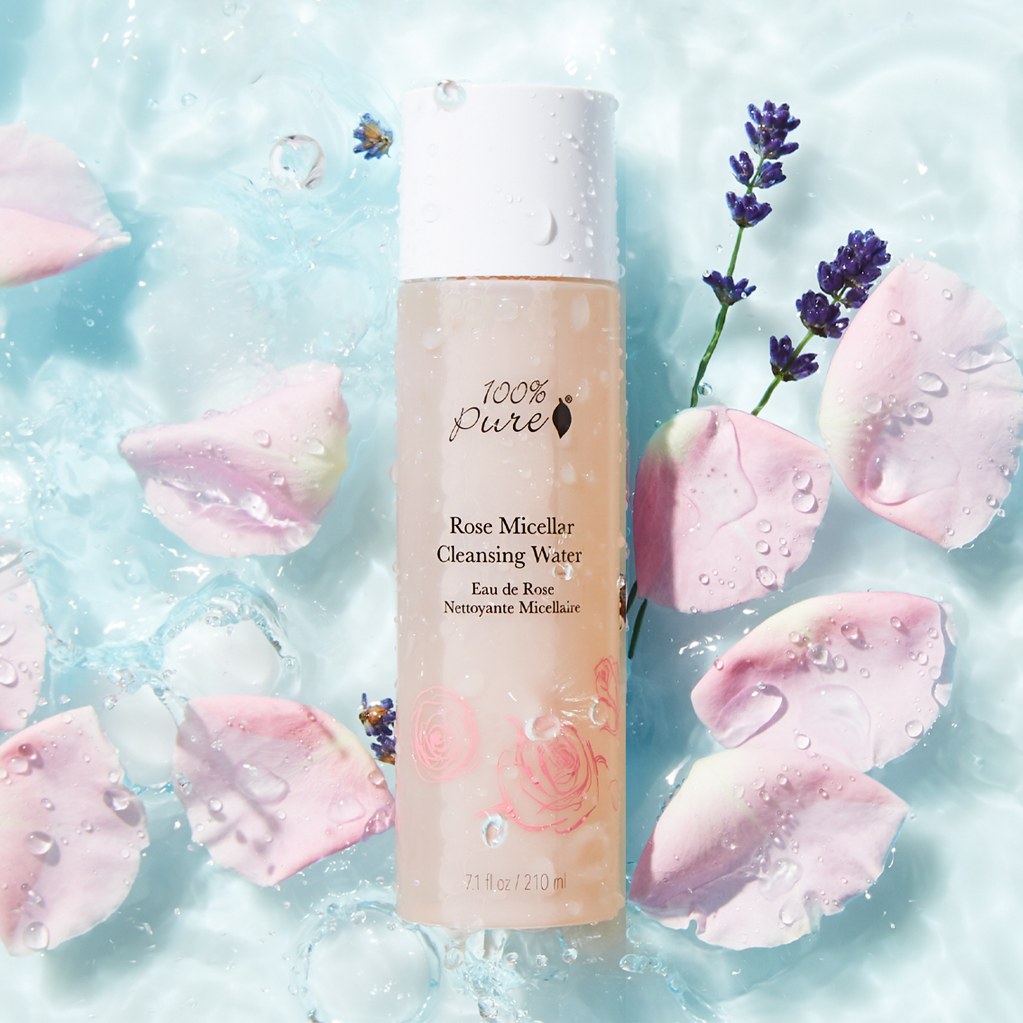 100%
Pure®
Rose Micellar
Cleansing Water
Eau de Rose
Nettoyante Micellaire
7.1 fl oz / 210 ml